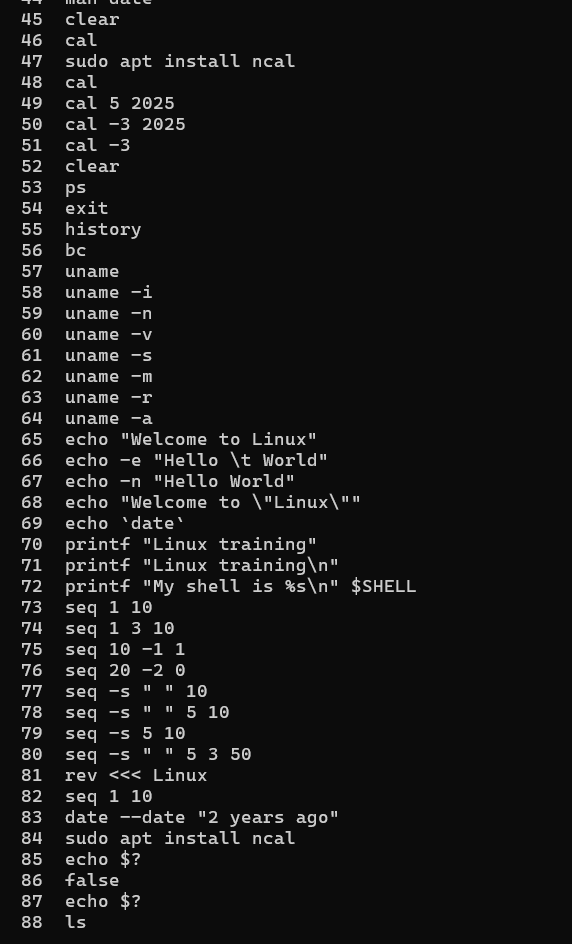 44 man date
45 clear
46 cal
47 sudo apt install ncal
48 cal
49 cal 5 2025
50 cal -3 2025
51 cal -3
52 clear
53 ps
54 exit
55 history
56 bc
57 uname
58 uname -i
59 uname -n
60 uname -v
61 uname -s
62 uname -m
63 uname -r
64 uname -a
65 echo "Welcome to Linux"
66 echo -e "Hello \t World"
67 echo -n "Hello World"
68 echo "Welcome to \"Linux\""
69 echo `date`
70 printf "Linux training"
71 printf "Linux training\n"
72 printf "My shell is %s\n" $SHELL
73 seq 1 10
74 seq 1 3 10
75 seq 10 -1 1
76 seq 20 -2 0
77 seq -s " " 10
78 seq -s " " 5 10
79 seq -s 5 10
80 seq -s " " 5 3 50
81 rev <<< Linux
82 seq 1 10
83 date --date "2 years ago"
84 sudo apt install ncal
85 echo $?
86 false
87 echo $?
88 ls